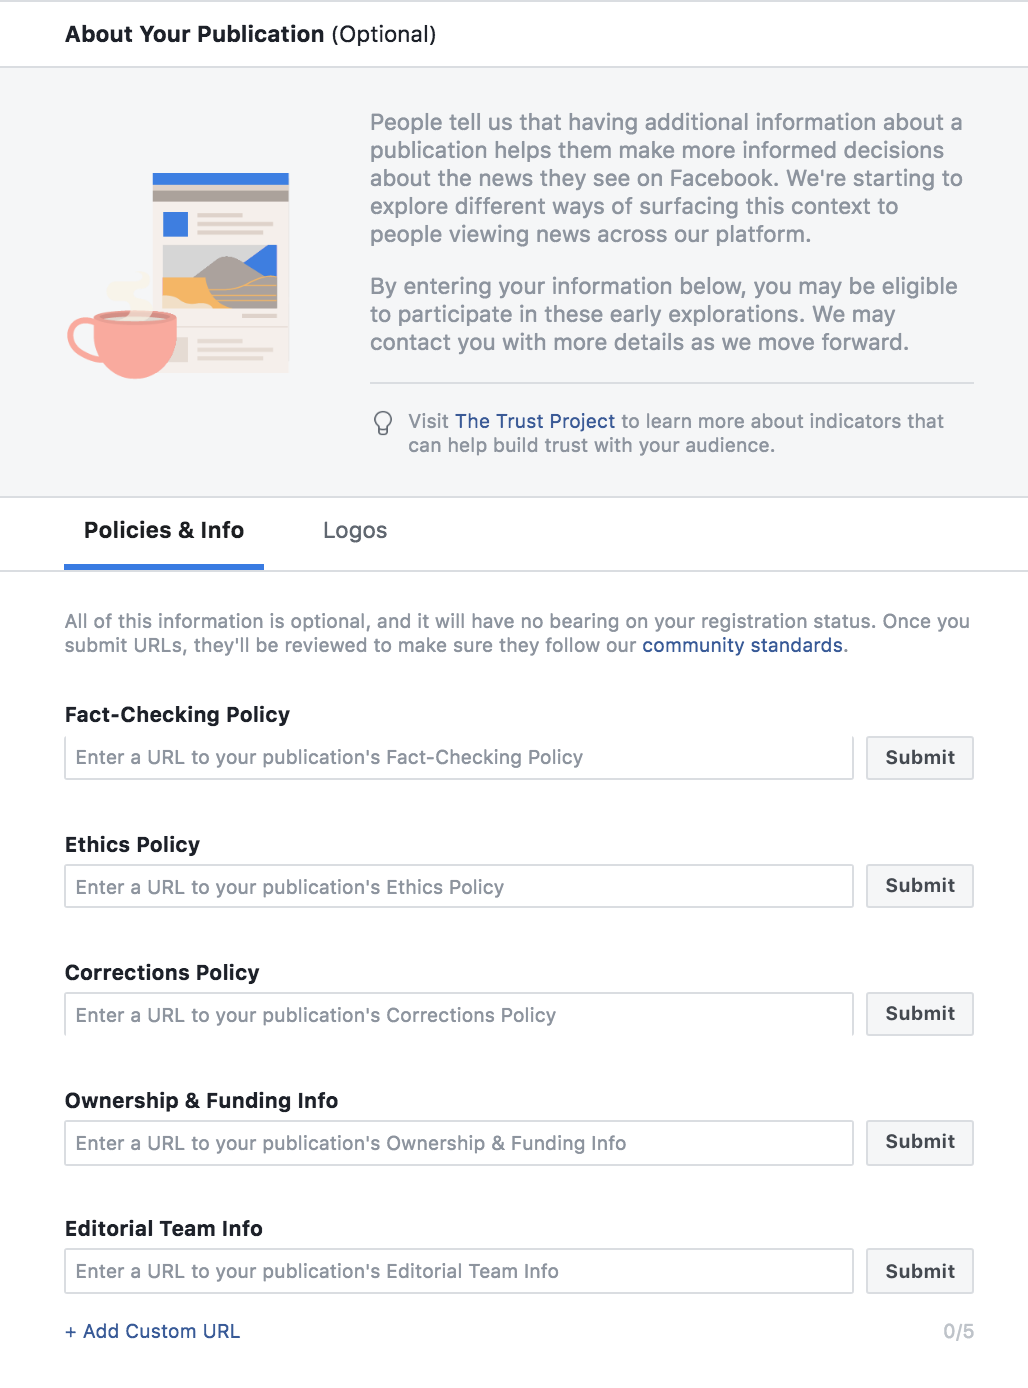 About Your Publication (Optional)
People tell us that having additional information about a
publication helps them make more informed decisions
about the news they see on Facebook. We're starting to
explore different ways of surfacing this context to
people viewing news across our platform.
By entering your information below, you may be eligible
to participate in these early explorations. We may
contact you with more details as we move forward.
Visit The Trust Project to learn more about indicators that
can help build trust with your audience.
Policies & Info Logos
All of this information is optional, and it will have no bearing on your registration status. Once you
submit URLs, they'll be reviewed to make sure they follow our community standards.
Fact-Checking Policy
Enter a URL to your publication's Fact-Checking Policy Submit
Ethics Policy
Enter a URL to your publication's Ethics Policy Submit
Corrections Policy
Enter a URL to your publication's Corrections Policy Submit
Ownership & Funding Info
Enter a URL to your publication's Ownership & Funding Info Submit
Editorial Team Info
Enter a URL to your publication's Editorial Team Info Submit
+ Add Custom URL 0/5